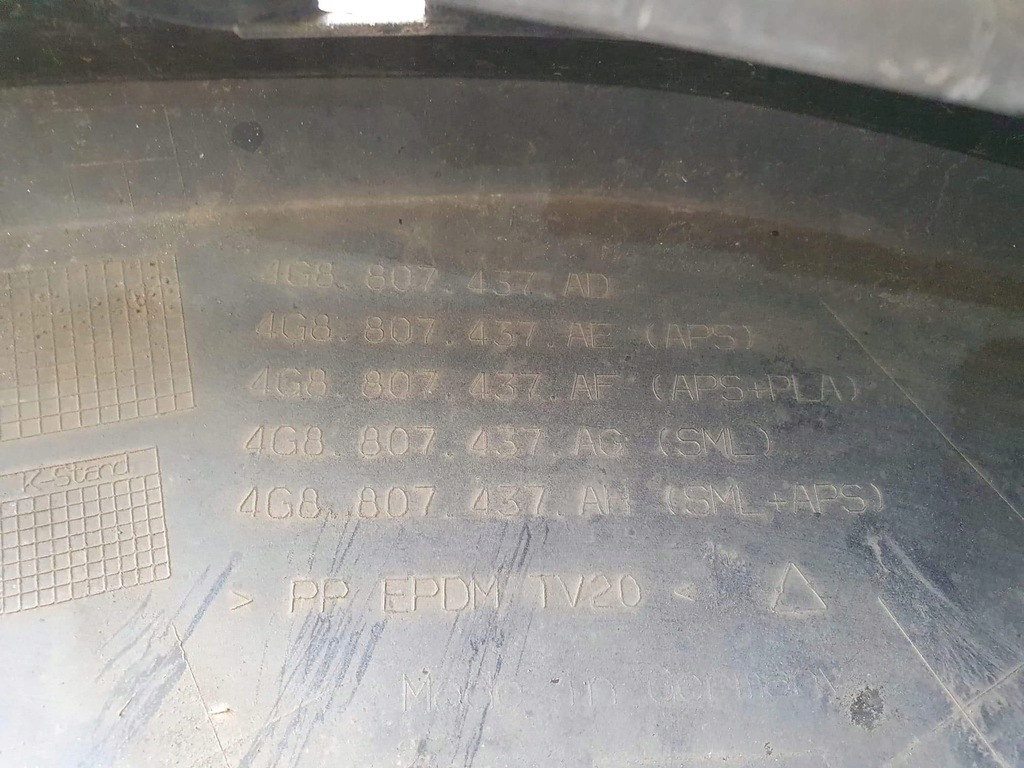 4G8.807.437.AD
4G8.807.437.AE (APS)
4G8.807.437.AF (APS+PLA)
4G8.807.437.AG (SML)
K-Stand
4G8.807.437.AH (SML+APS)
> PP EPDM TV20 <
Made in Germany